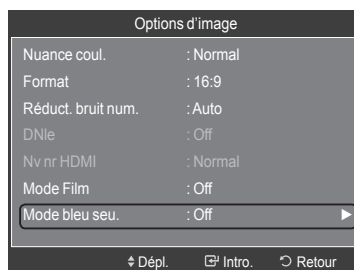 Options d'image
Nuance coul. : Normal
Format : 16:9
Réduct. bruit num. : Auto
DNIe : Off
Nv nr HDMI : Normal
Mode Film : Off
Mode bleu seu. : Off
Dépl. Intro. Retour